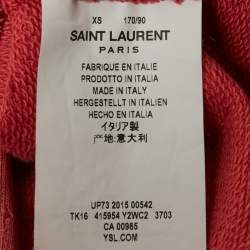 XS 170/90
SAINT LAURENT
PARIS
FABRIQUE EN ITALIE
PRODOTTO IN ITALIA
MADE IN ITALY
HERGESTELLT IN ITALIEN
HECHO EN ITALIA
イタリア製
产地:意大利
UP73 2015 00542
TK16 415954 Y2WC2 3703
CA 00985
YSL.COM